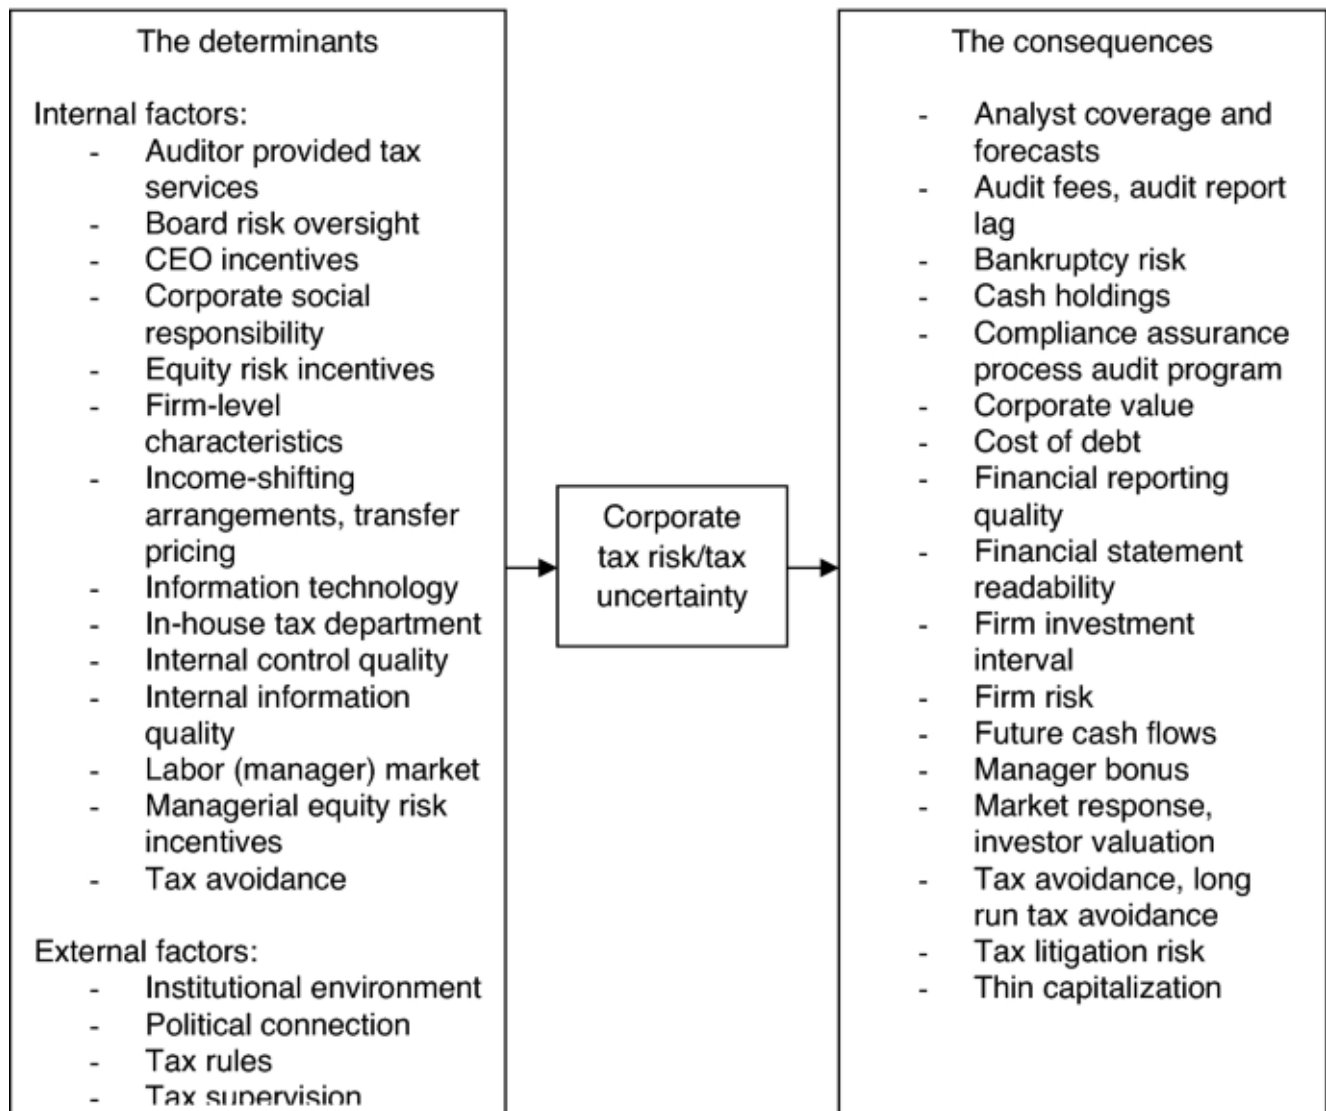 The determinants
Internal factors:
- Auditor provided tax
services
- Board risk oversight
- CEO incentives
- Corporate social
responsibility
- Equity risk incentives
- Firm-level
characteristics
- Income-shifting
arrangements, transfer
pricing
- Information technology
- In-house tax department
- Internal control quality
- Internal information
quality
- Labor (manager) market
- Managerial equity risk
incentives
- Tax avoidance
External factors:
- Institutional environment
- Political connection
- Tax rules
- Tax supervision
Corporate
tax risk/tax
uncertainty
The consequences
- Analyst coverage and
forecasts
- Audit fees, audit report
lag
- Bankruptcy risk
- Cash holdings
- Compliance assurance
process audit program
- Corporate value
- Cost of debt
- Financial reporting
quality
- Financial statement
readability
- Firm investment
interval
- Firm risk
- Future cash flows
- Manager bonus
- Market response,
investor valuation
- Tax avoidance, long
run tax avoidance
- Tax litigation risk
- Thin capitalization